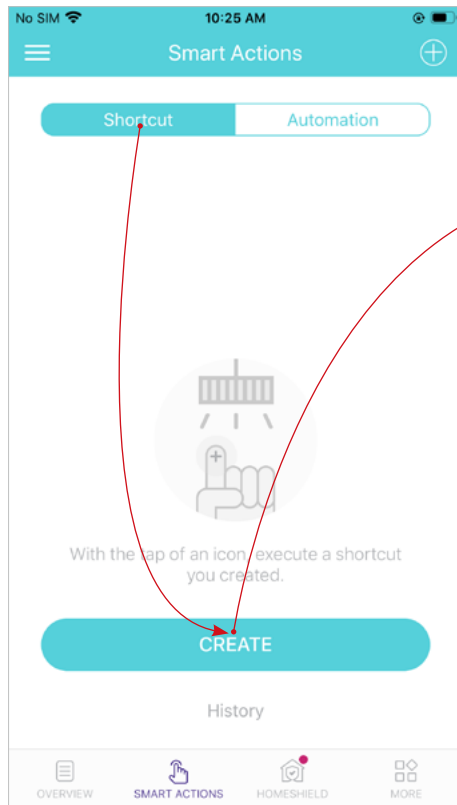 No SIM 10:25 AM
Smart Actions
Shortcut Automation
With the tap of an icon, execute a shortcut
you created.
CREATE
History
OVERVIEW SMART ACTIONS HOMESHIELD MORE